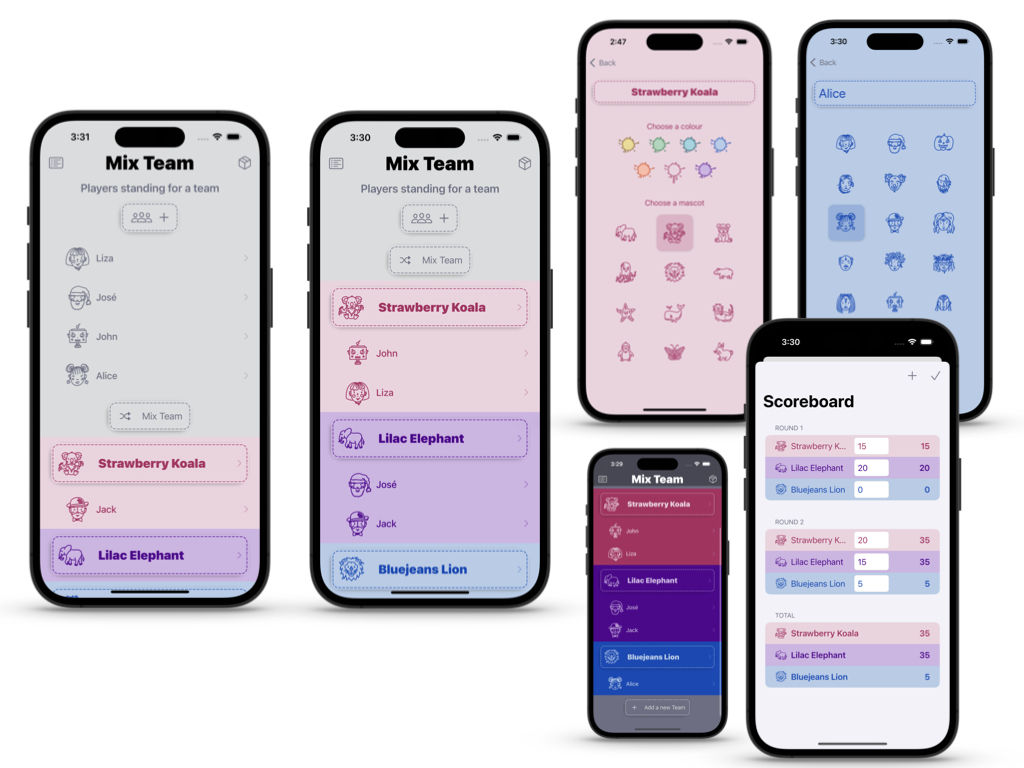 3:31
Mix Team
Players standing for a team
+
Liza
José
John
Alice
Mix Team
Strawberry Koala
Jack
Lilac Elephant
3:30
Mix Team
Players standing for a team
+
Mix Team
Strawberry Koala
John
Liza
Lilac Elephant
José
Jack
Bluejeans Lion
2:47
Back
Strawberry Koala
Choose a colour
Choose a mascot
3:30
Back
Alice
3:29
Mix Team
Strawberry Koala
John
Liza
Lilac Elephant
José
Jack
Bluejeans Lion
Alice
+ Add a new Team
3:30
+
Scoreboard
ROUND 1
Strawberry K... 15 15
Lilac Elephant 20 20
Bluejeans Lion 0 0
ROUND 2
Strawberry K... 20 35
Lilac Elephant 15 35
Bluejeans Lion 5 5
TOTAL
Strawberry Koala 35
Lilac Elephant 35
Bluejeans Lion 5